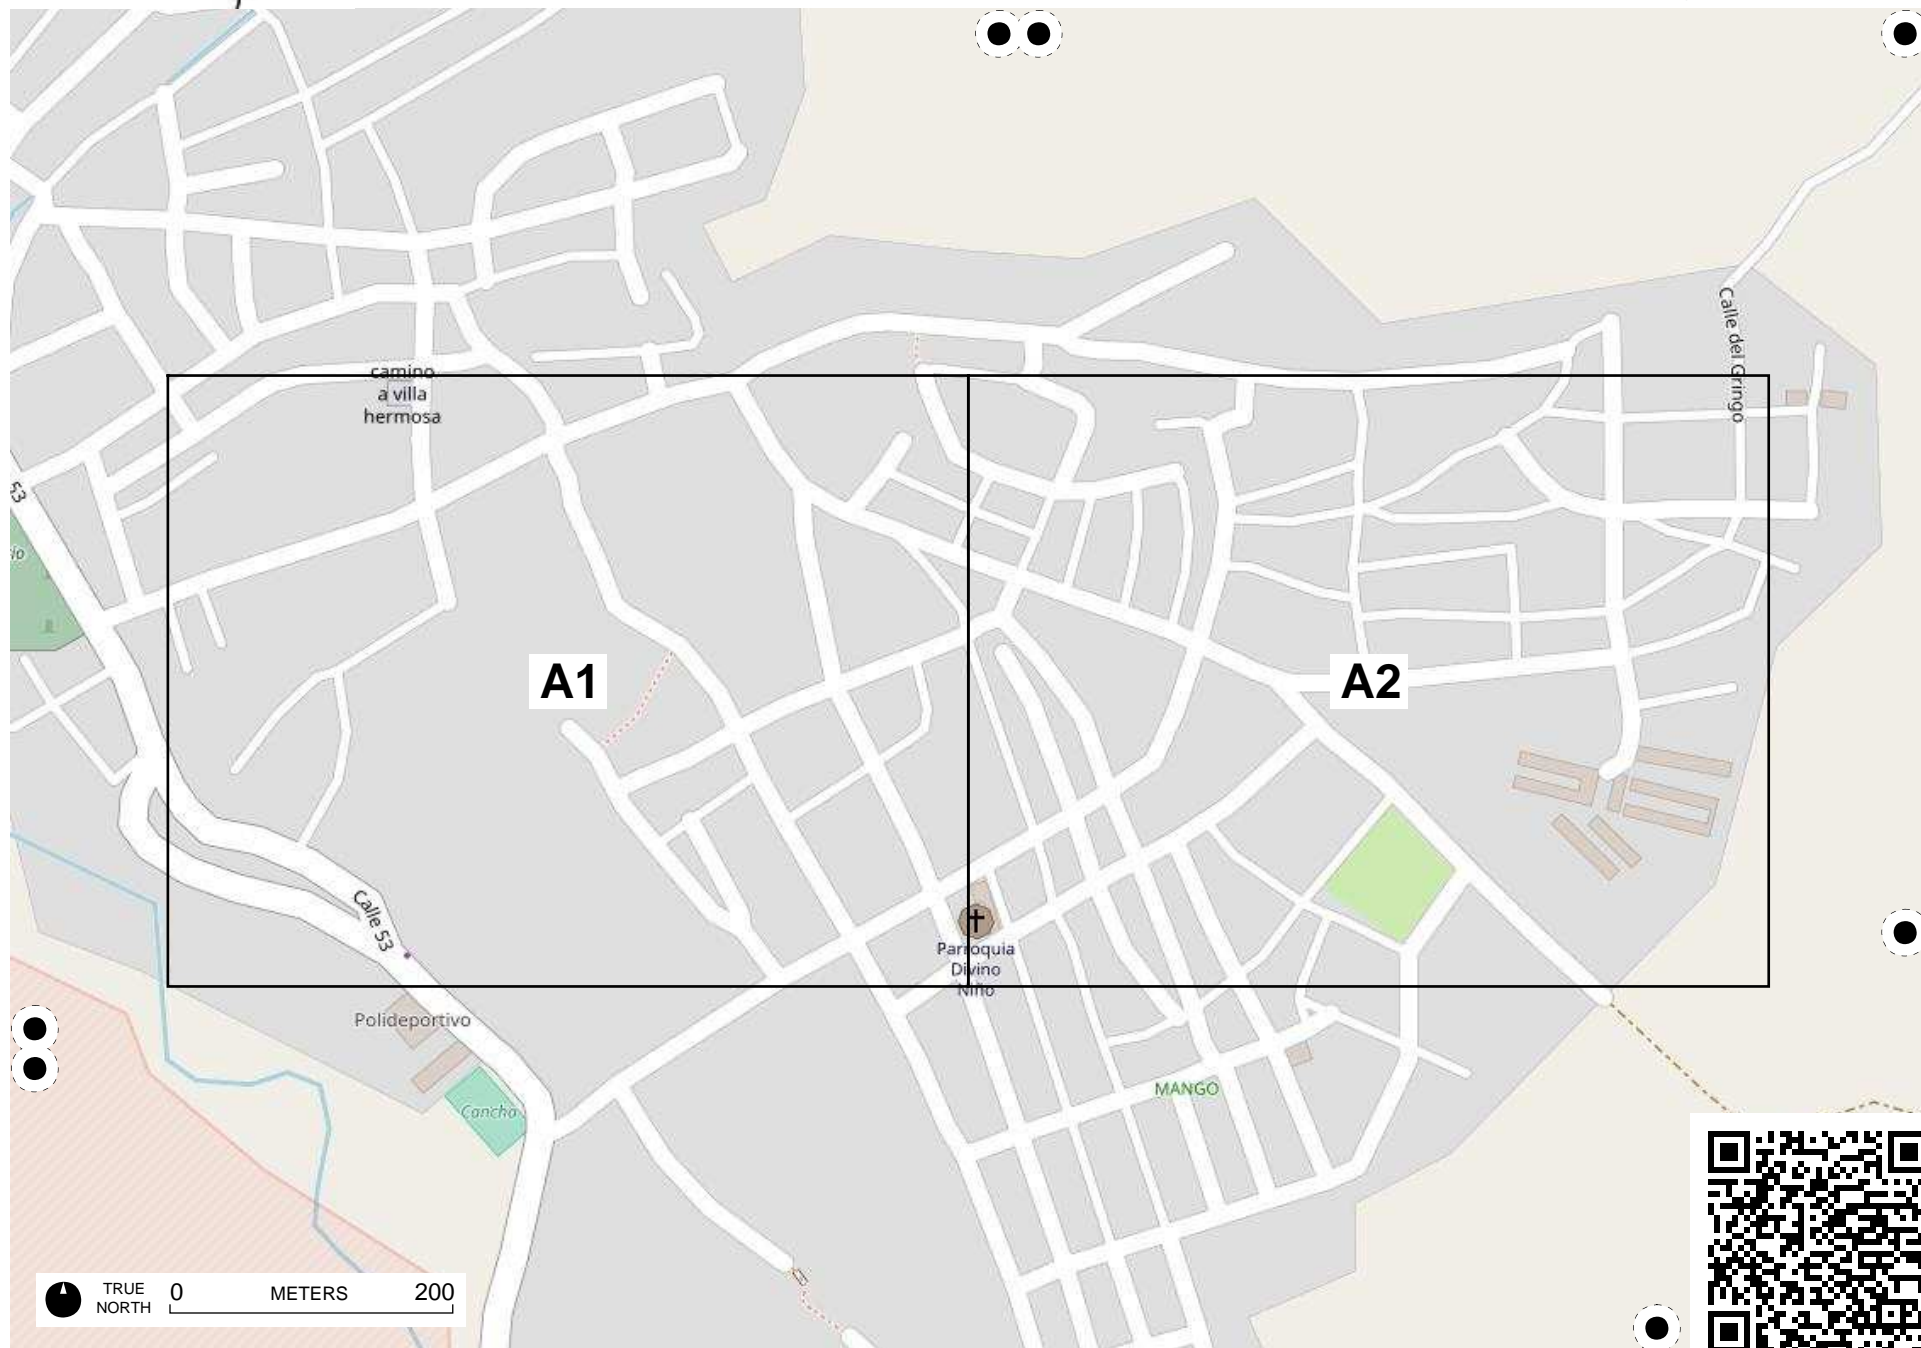 camino
a villa
hermosa
Calle del Gringo
53
io
A1
A2
Calle 53
Parroquia
Divino
Niño
Polideportivo
MANGO
Cancha
TRUE
NORTH
0 METERS 200